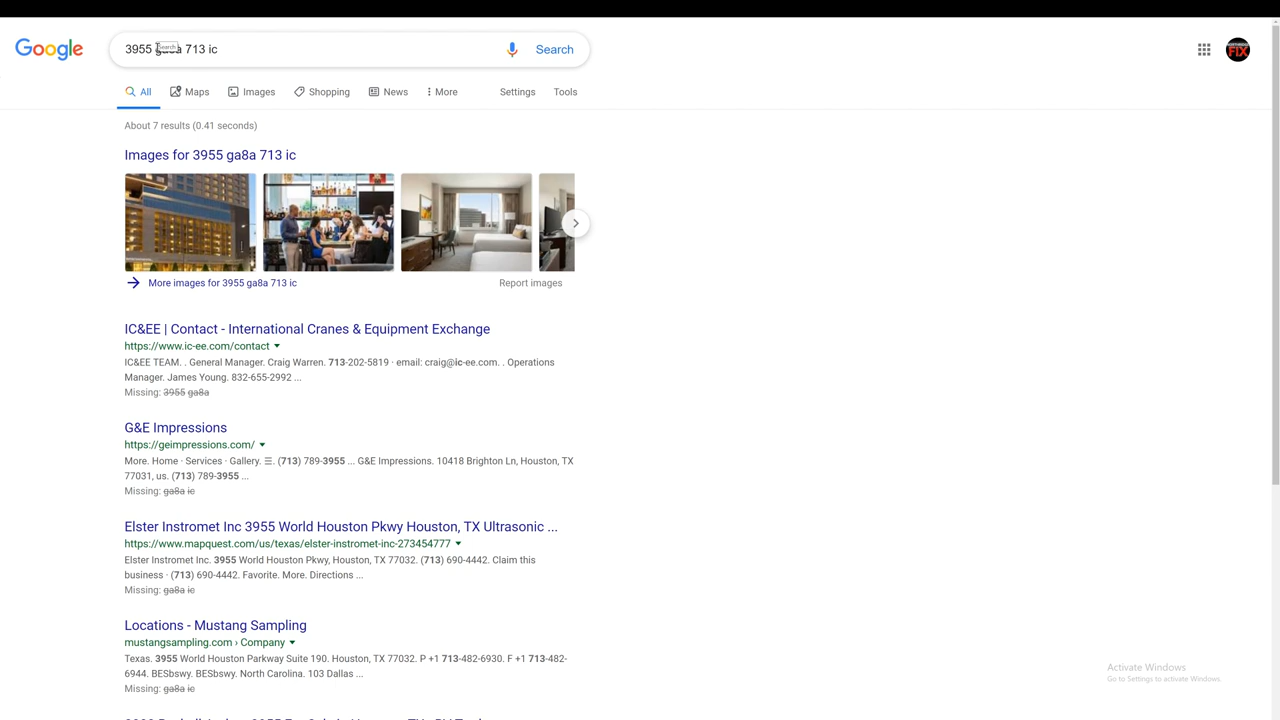 Google
3955 ga8a 713 ic
Search
Search
FIX
All
Maps
Images
Shopping
News
More
Settings
Tools
About 7 results (0.41 seconds)
Images for 3955 ga8a 713 ic
More images for 3955 ga8a 713 ic
Report images
IC&EE | Contact - International Cranes & Equipment Exchange
https://www.ic-ee.com/contact
IC&EE TEAM. . General Manager. Craig Warren. 713-202-5819 · email: craig@ic-ee.com. . Operations
Manager. James Young. 832-655-2992 ...
Missing: 3955 ga8a
G&E Impressions
https://geimpressions.com/
More. Home · Services · Gallery. ☰. (713) 789-3955 ... G&E Impressions. 10418 Brighton Ln, Houston, TX
77031, us. (713) 789-3955 ...
Missing: ga8a ic
Elster Instromet Inc 3955 World Houston Pkwy Houston, TX Ultrasonic ...
https://www.mapquest.com/us/texas/elster-instromet-inc-273454777
Elster Instromet Inc. 3955 World Houston Pkwy, Houston, TX 77032. (713) 690-4442. Claim this
business · (713) 690-4442. Favorite. More. Directions ...
Missing: ga8a ic
Locations - Mustang Sampling
mustangsampling.com › Company
Texas. 3955 World Houston Parkway Suite 190. Houston, TX 77032. P +1 713-482-6930. F +1 713-482-
6944. BESbswy. BESbswy. North Carolina. 103 Dallas ...
Missing: ga8a ic
Activate Windows
Go to Settings to activate Windows.